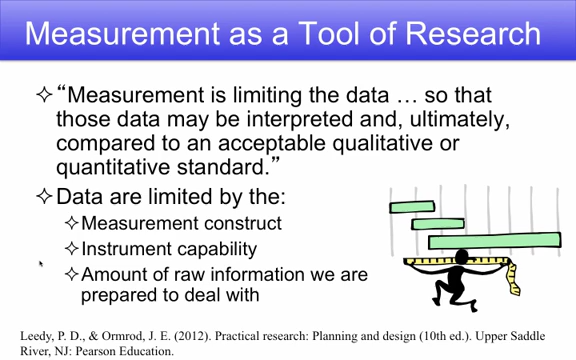 Measurement as a Tool of Research
✧ “Measurement is limiting the data … so that
those data may be interpreted and, ultimately,
compared to an acceptable qualitative or
quantitative standard.”
✧ Data are limited by the:
✧ Measurement construct
✧ Instrument capability
✧ Amount of raw information we are
prepared to deal with
Leedy, P. D., & Ormrod, J. E. (2012). Practical research: Planning and design (10th ed.). Upper Saddle
River, NJ: Pearson Education.